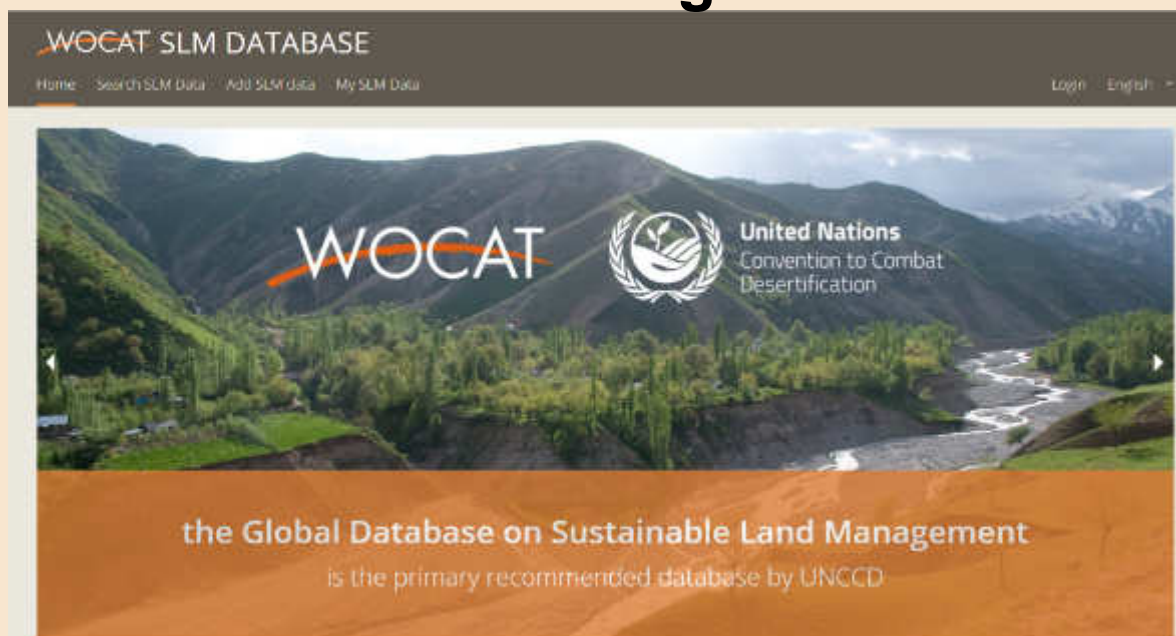 WOCAT SLM DATABASE
Home Search SLM Data Add SLM data My SLM Data Login English
WOCAT
United Nations
Convention to Combat
Desertification
the Global Database on Sustainable Land Management
is the primary recommended database by UNCCD